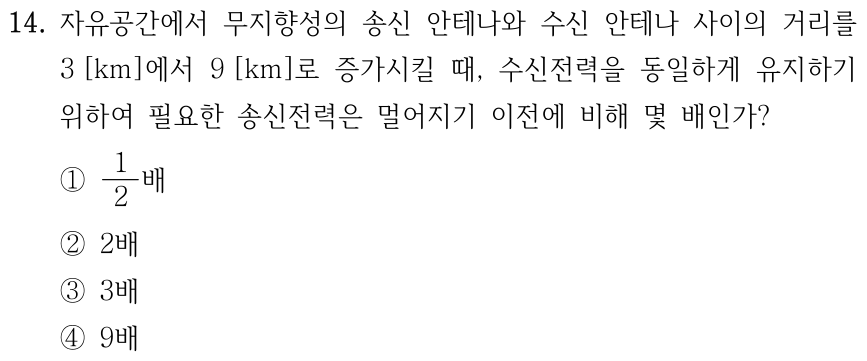 14. 자유공간에서 무지향성의 송신 안테나와 수신 안테나 사이의 거리를
3 [km]에서 9 [km]로 증가시킬 때, 수신전력을 동일하게 유지하기
위하여 필요한 송신전력은 멀어지기 이전에 비해 몇 배인가?
① 1/2배
② 2배
③ 3배
④ 9배